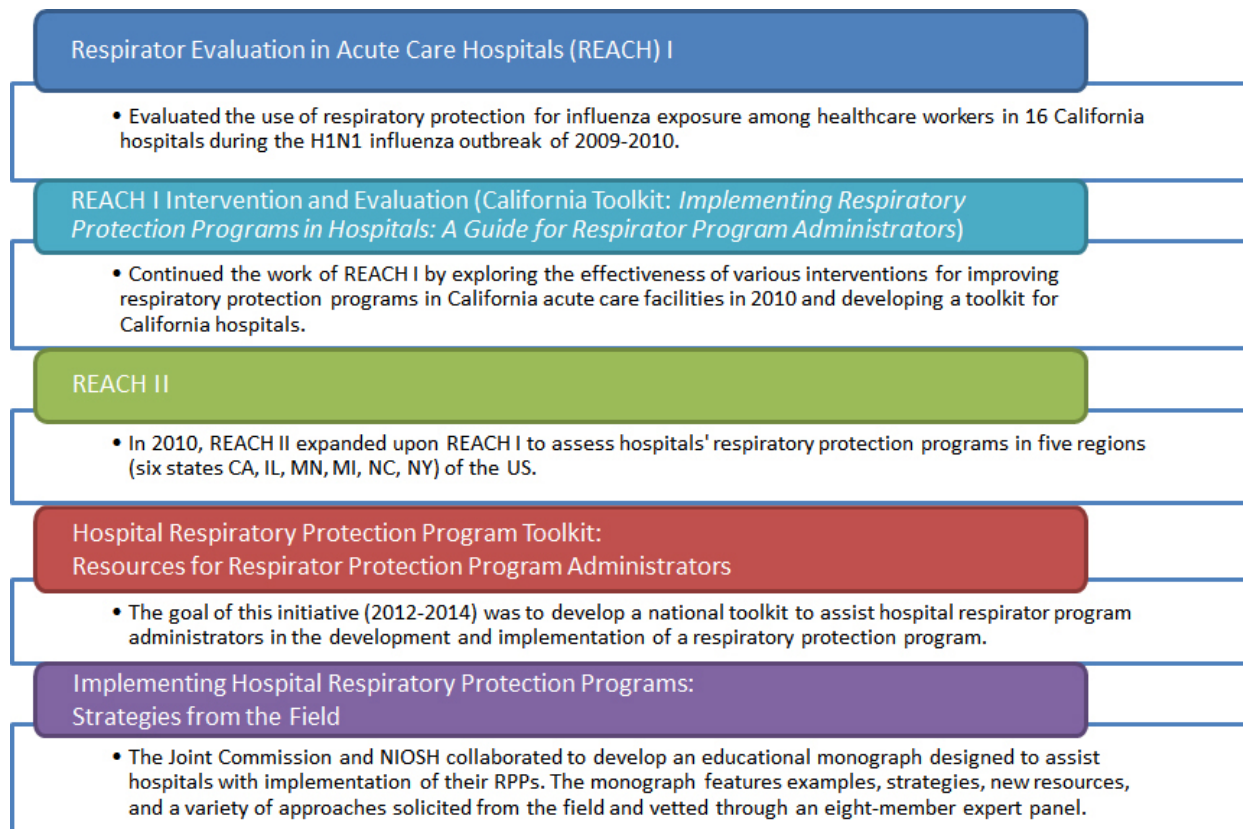 Respirator Evaluation in Acute Care Hospitals (REACH) I
• Evaluated the use of respiratory protection for influenza exposure among healthcare workers in 16 California
hospitals during the H1N1 influenza outbreak of 2009-2010.
REACH I Intervention and Evaluation (California Toolkit: Implementing Respiratory
Protection Programs in Hospitals: A Guide for Respirator Program Administrators)
• Continued the work of REACH I by exploring the effectiveness of various interventions for improving
respiratory protection programs in California acute care facilities in 2010 and developing a toolkit for
California hospitals.
REACH II
• In 2010, REACH II expanded upon REACH I to assess hospitals' respiratory protection programs in five regions
(six states CA, IL, MN, MI, NC, NY) of the US.
Hospital Respiratory Protection Program Toolkit:
Resources for Respirator Protection Program Administrators
• The goal of this initiative (2012-2014) was to develop a national toolkit to assist hospital respirator program
administrators in the development and implementation of a respiratory protection program.
Implementing Hospital Respiratory Protection Programs:
Strategies from the Field
• The Joint Commission and NIOSH collaborated to develop an educational monograph designed to assist
hospitals with implementation of their RPPs. The monograph features examples, strategies, new resources,
and a variety of approaches solicited from the field and vetted through an eight-member expert panel.